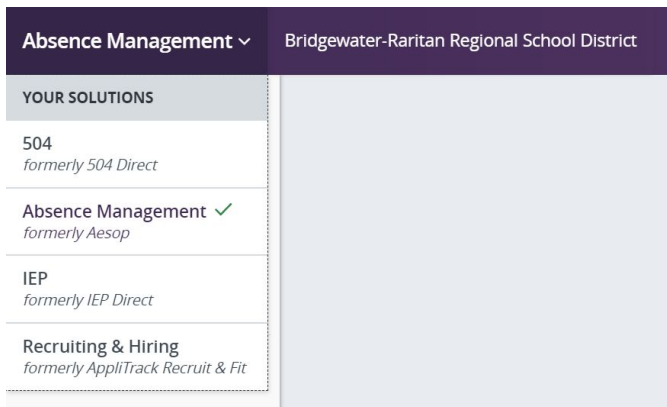 Absence Management Bridgewater-Raritan Regional School District
YOUR SOLUTIONS
504
formerly 504 Direct
Absence Management
formerly Aesop
IEP
formerly IEP Direct
Recruiting & Hiring
formerly AppliTrack Recruit & Fit